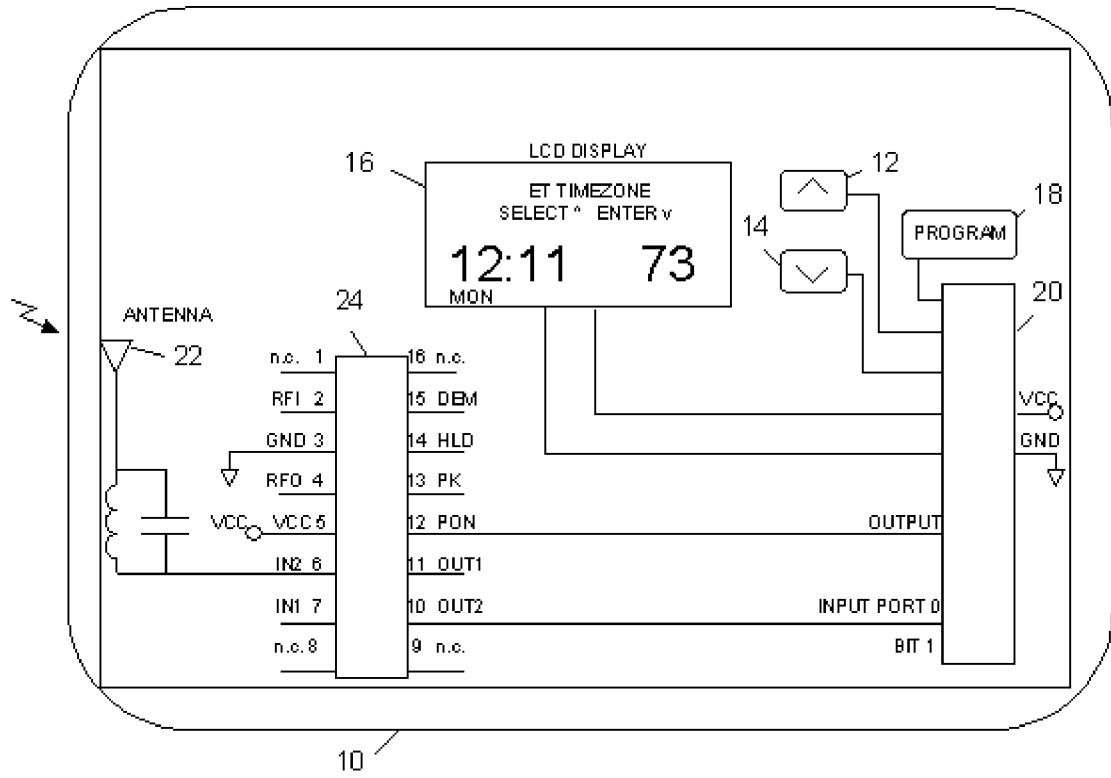 LCD DISPLAY
16
ET TIMEZONE
SELECT ^ ENTER v
12:11 73
MON
12
14
18
PROGRAM
20
VCC
GND
ANTENNA
22
24
n.c. 1
RFI 2
GND 3
RFO 4
VCC VCC 5
IN2 6
IN1 7
n.c. 8
16 n.c.
15 DEM
14 HLD
13 PK
12 PON
11 OUT1
10 OUT2
9 n.c.
OUTPUT
INPUT PORT 0
BIT 1
10